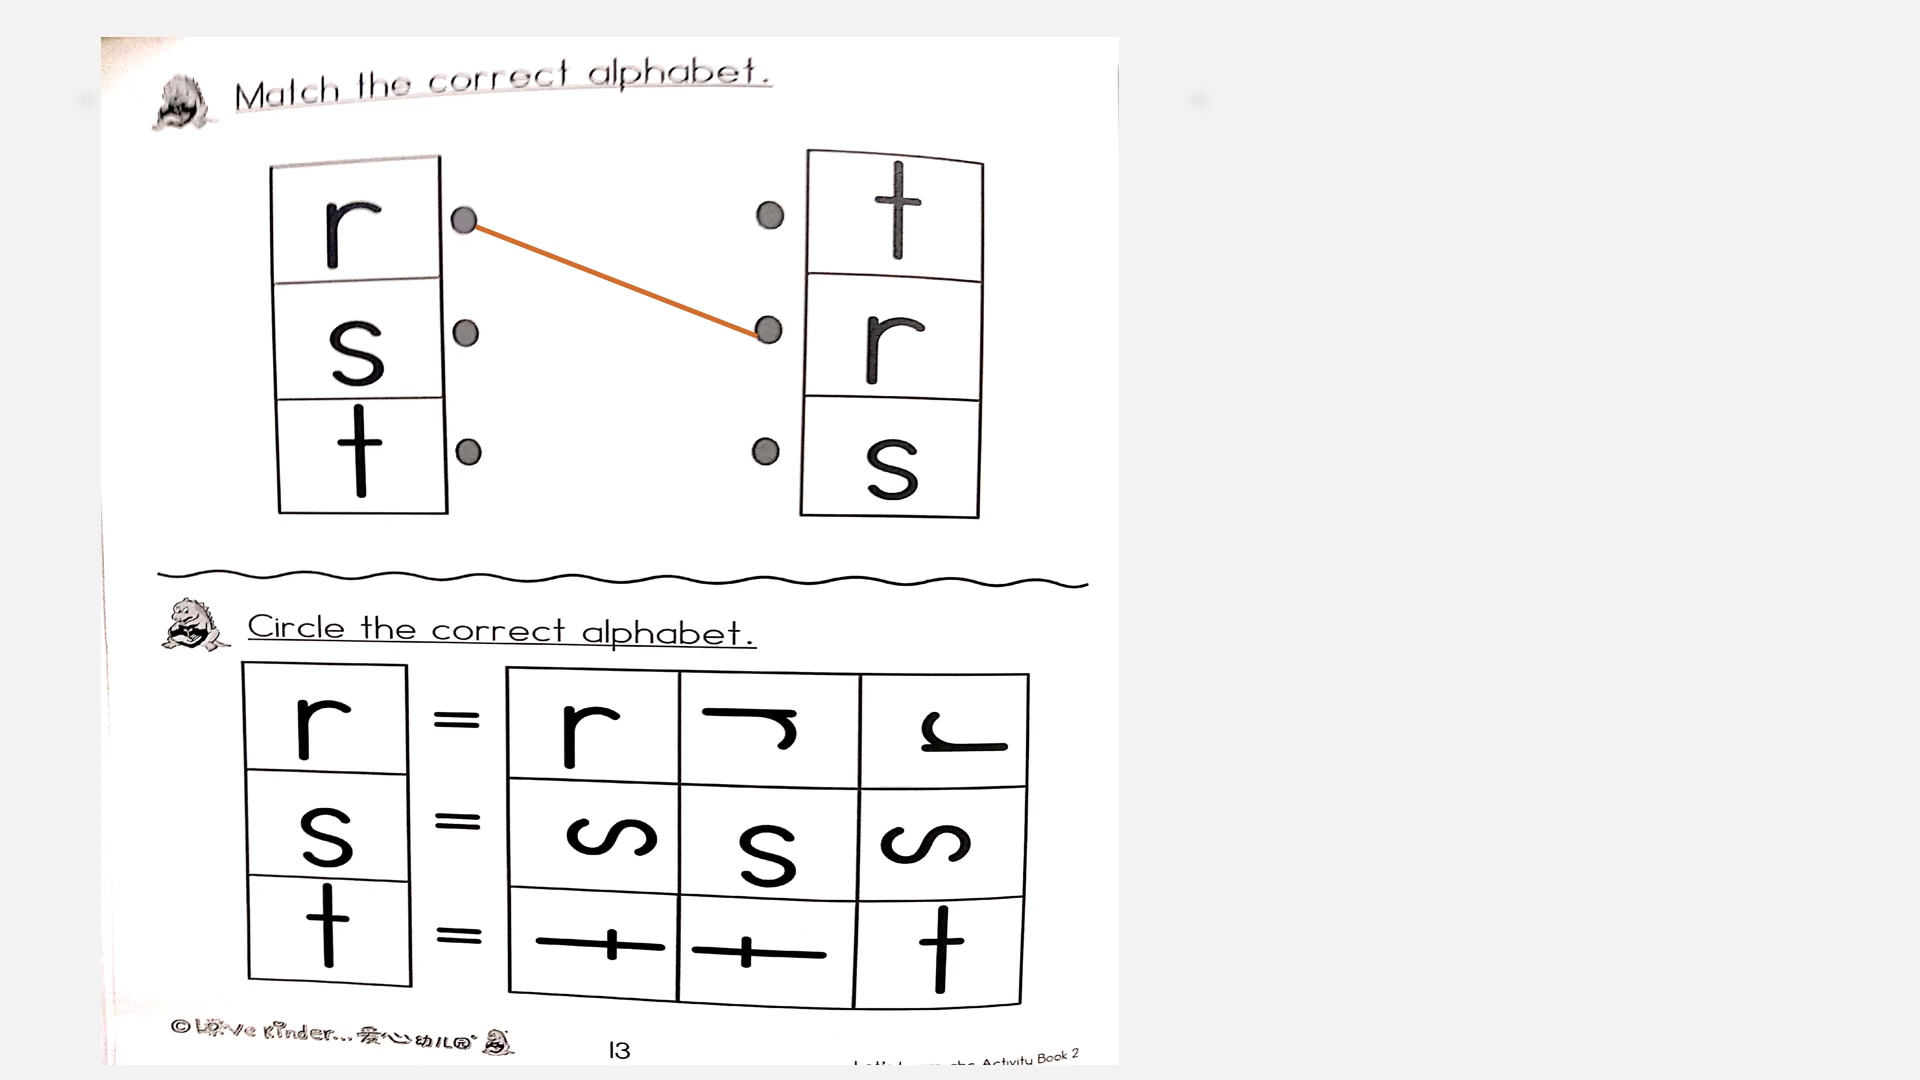 Match the correct alphabet.
r t
s r
t s
Circle the correct alphabet.
r = r r r
s = s s s
t = t t t
© Love Kinder... 爱心幼儿园
13
Activity Book 2